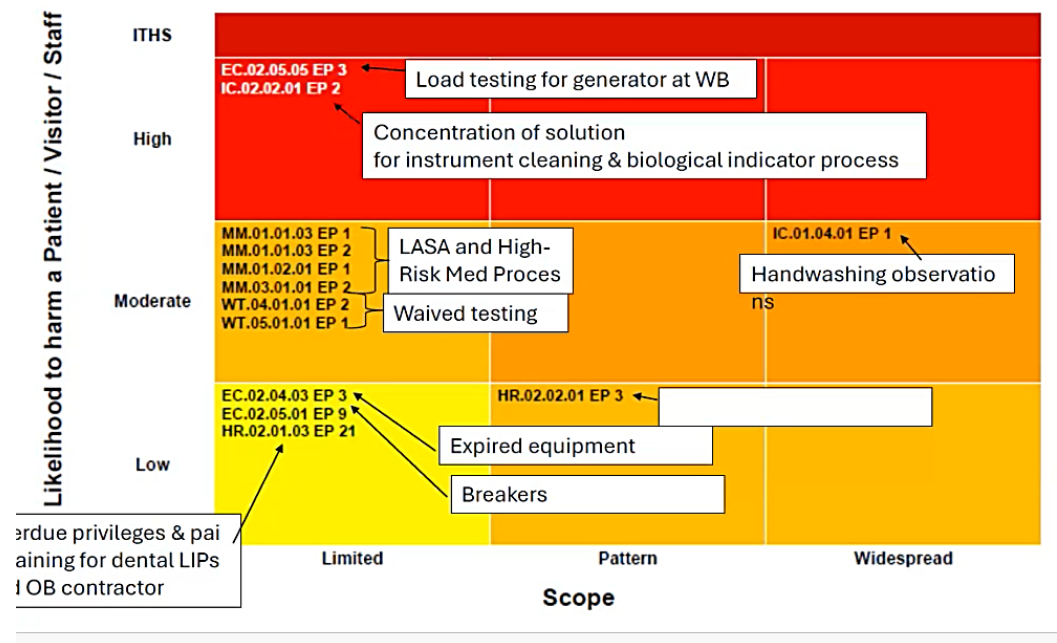 Likelihood to harm a Patient / Visitor / Staff
ITHS
High
EC.02.05.05 EP 3
IC.02.02.01 EP 2
Load testing for generator at WB
Concentration of solution
for instrument cleaning & biological indicator process
Moderate
MM.01.01.03 EP 1
MM.01.01.03 EP 2
MM.01.02.01 EP 1
MM.03.01.01 EP 2
WT.04.01.01 EP 2
WT.05.01.01 EP 1
LASA and High-
Risk Med Proces
Waived testing
IC.01.04.01 EP 1
Handwashing observatio
ns
Low
EC.02.04.03 EP 3
EC.02.05.01 EP 9
HR.02.01.03 EP 21
HR.02.02.01 EP 3
Expired equipment
Breakers
erdue privileges & pai
aining for dental LIPs
d OB contractor
Limited
Pattern
Widespread
Scope